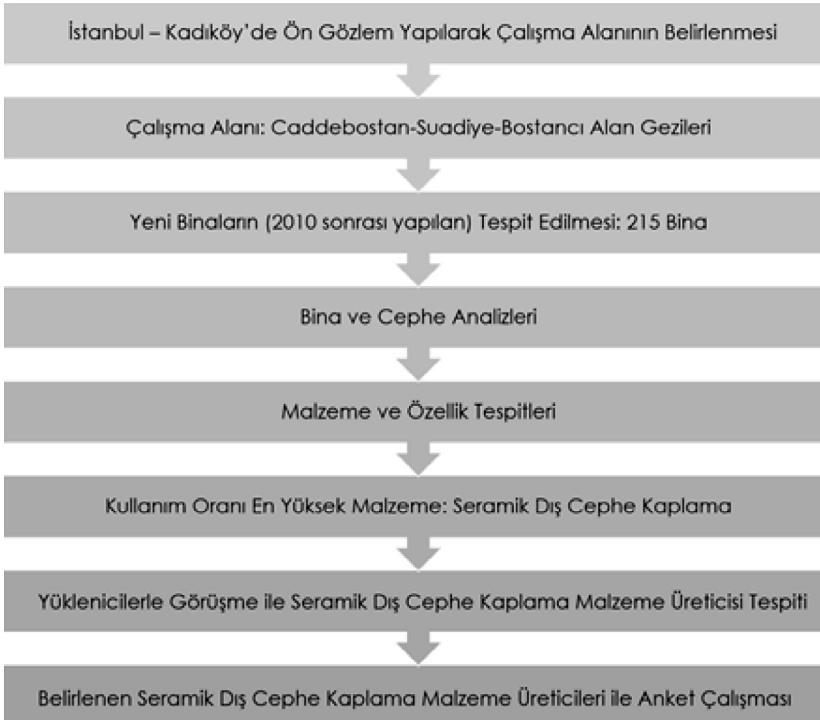 İstanbul – Kadıköy’de Ön Gözlem Yapılarak Çalışma Alanının Belirlenmesi
Çalışma Alanı: Caddebostan-Suadiye-Bostancı Alan Gezileri
Yeni Binaların (2010 sonrası yapılan) Tespit Edilmesi: 215 Bina
Bina ve Cephe Analizleri
Malzeme ve Özellik Tespitleri
Kullanım Oranı En Yüksek Malzeme: Seramik Dış Cephe Kaplama
Yüklenicilerle Görüşme ile Seramik Dış Cephe Kaplama Malzeme Üreticisi Tespiti
Belirlenen Seramik Dış Cephe Kaplama Malzeme Üreticileri ile Anket Çalışması